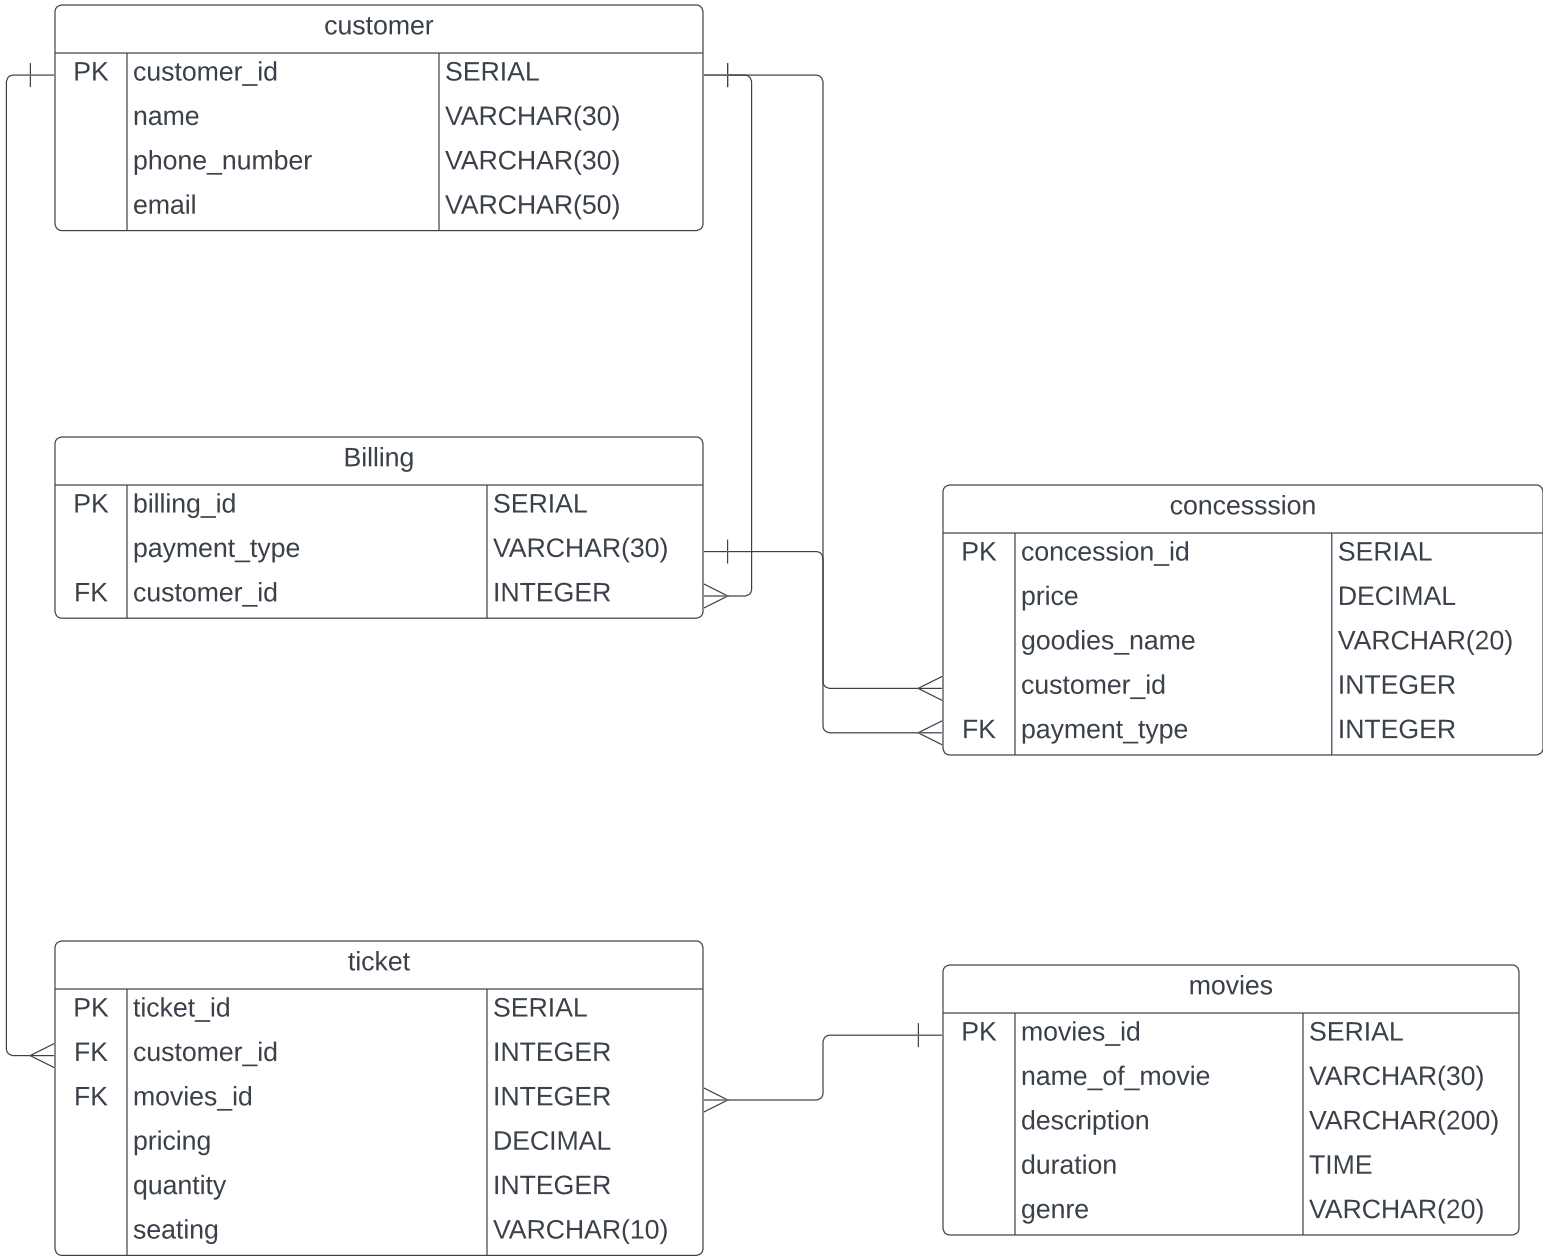 customer
PK customer_id SERIAL
name VARCHAR(30)
phone_number VARCHAR(30)
email VARCHAR(50)
Billing
PK billing_id SERIAL
payment_type VARCHAR(30)
FK customer_id INTEGER
concesssion
PK concession_id SERIAL
price DECIMAL
goodies_name VARCHAR(20)
customer_id INTEGER
FK payment_type INTEGER
ticket
PK ticket_id SERIAL
FK customer_id INTEGER
FK movies_id INTEGER
pricing DECIMAL
quantity INTEGER
seating VARCHAR(10)
movies
PK movies_id SERIAL
name_of_movie VARCHAR(30)
description VARCHAR(200)
duration TIME
genre VARCHAR(20)